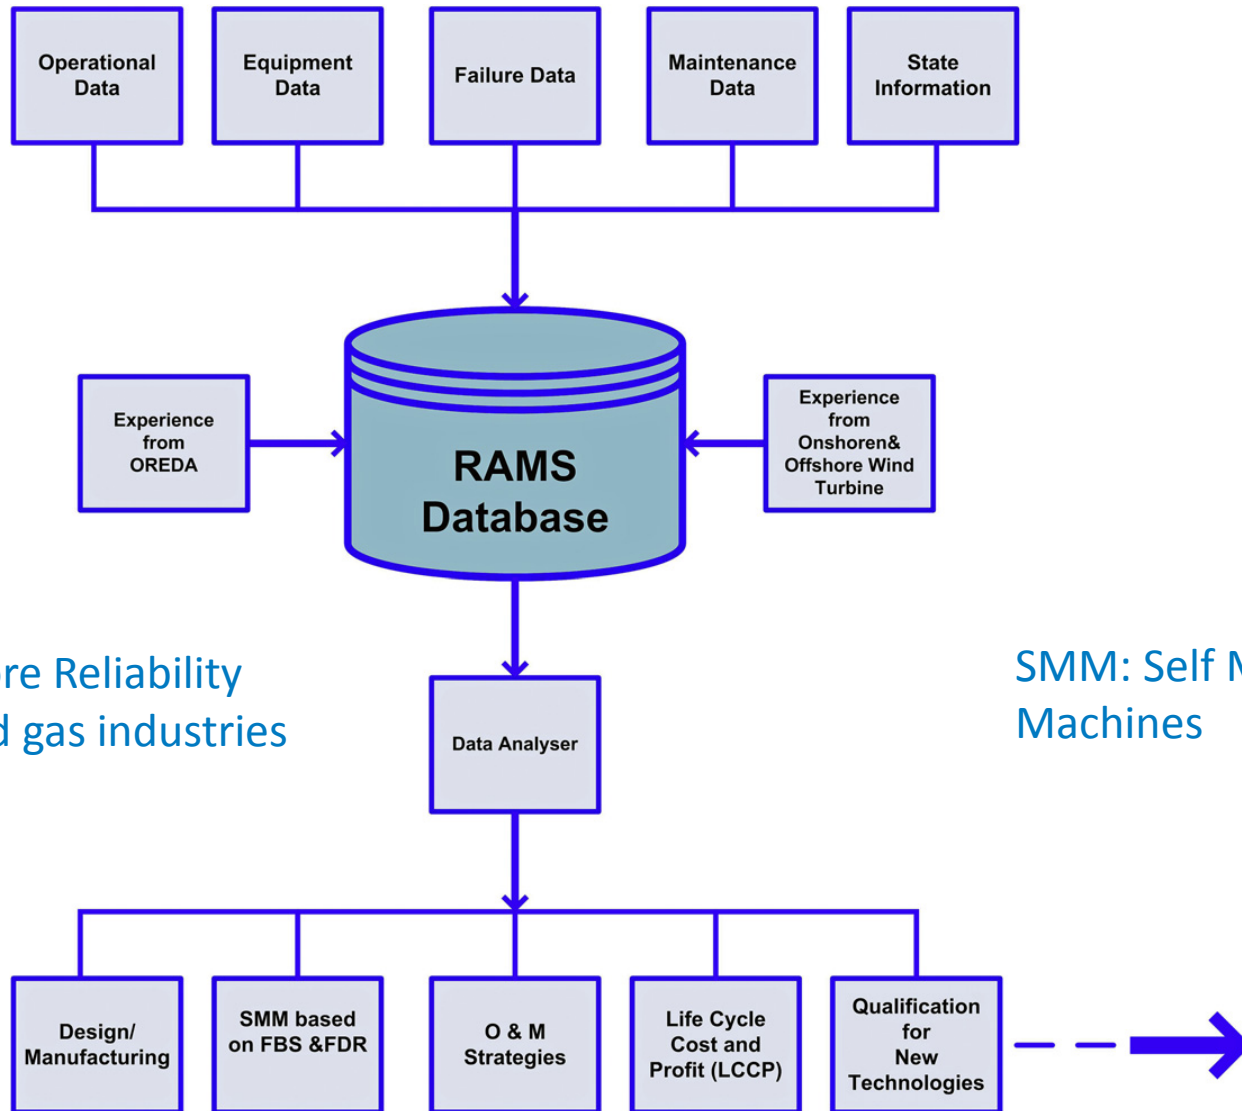 Operational
Data
Equipment
Data
Failure Data
Maintenance
Data
State
Information
Experience
from
OREDA
RAMS
Database
Experience
from
Onshoren&
Offshore Wind
Turbine
Reliability
gas industries
SMM: Self
Machines
Data Analyser
Design/
Manufacturing
SMM based
on FBS &FDR
O & M
Strategies
Life Cycle
Cost and
Profit (LCCP)
Qualification
for
New
Technologies